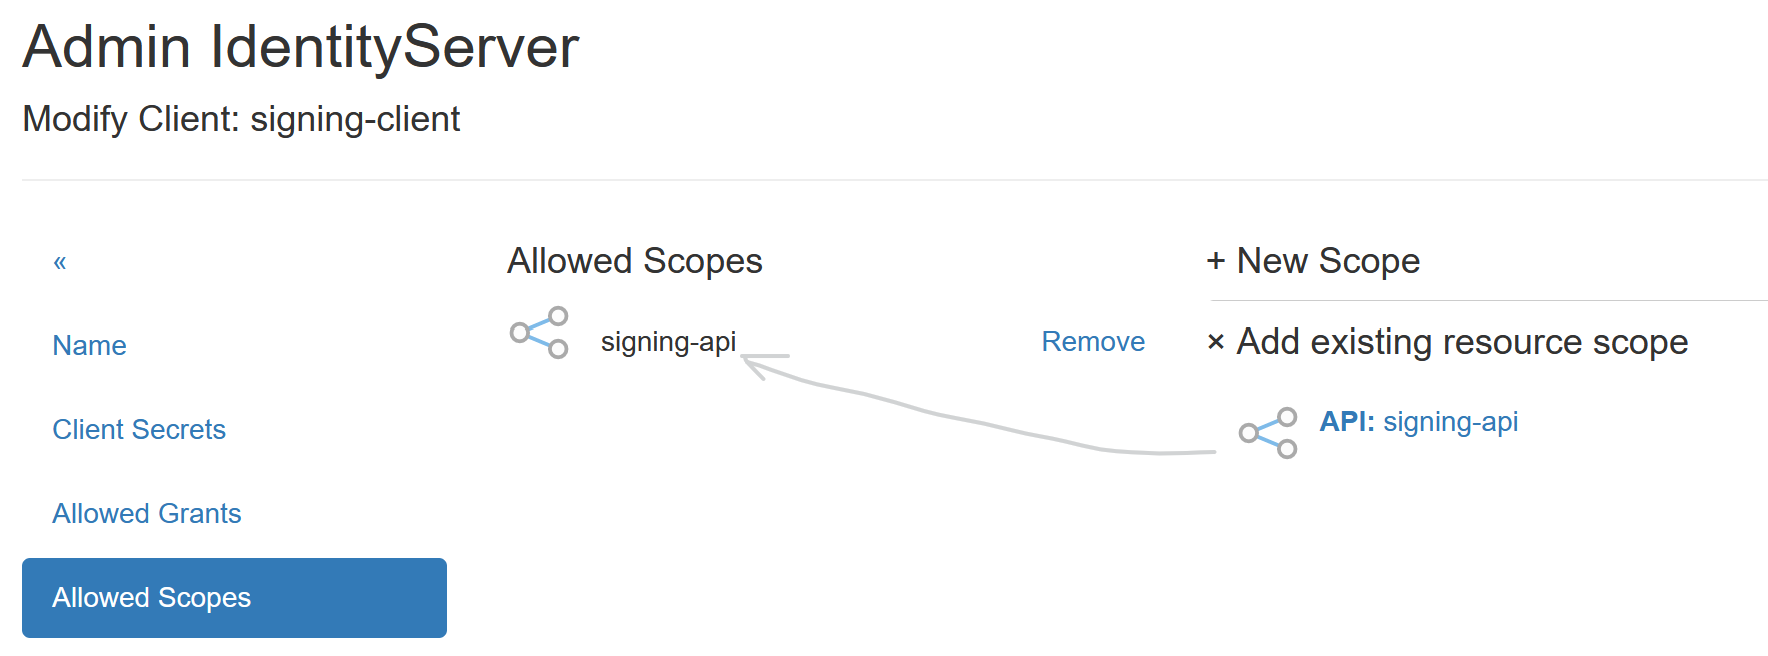 Admin IdentityServer
Modify Client: signing-client
«
Name
Client Secrets
Allowed Grants
Allowed Scopes
Allowed Scopes
signing-api
Remove
+ New Scope
× Add existing resource scope
API: signing-api